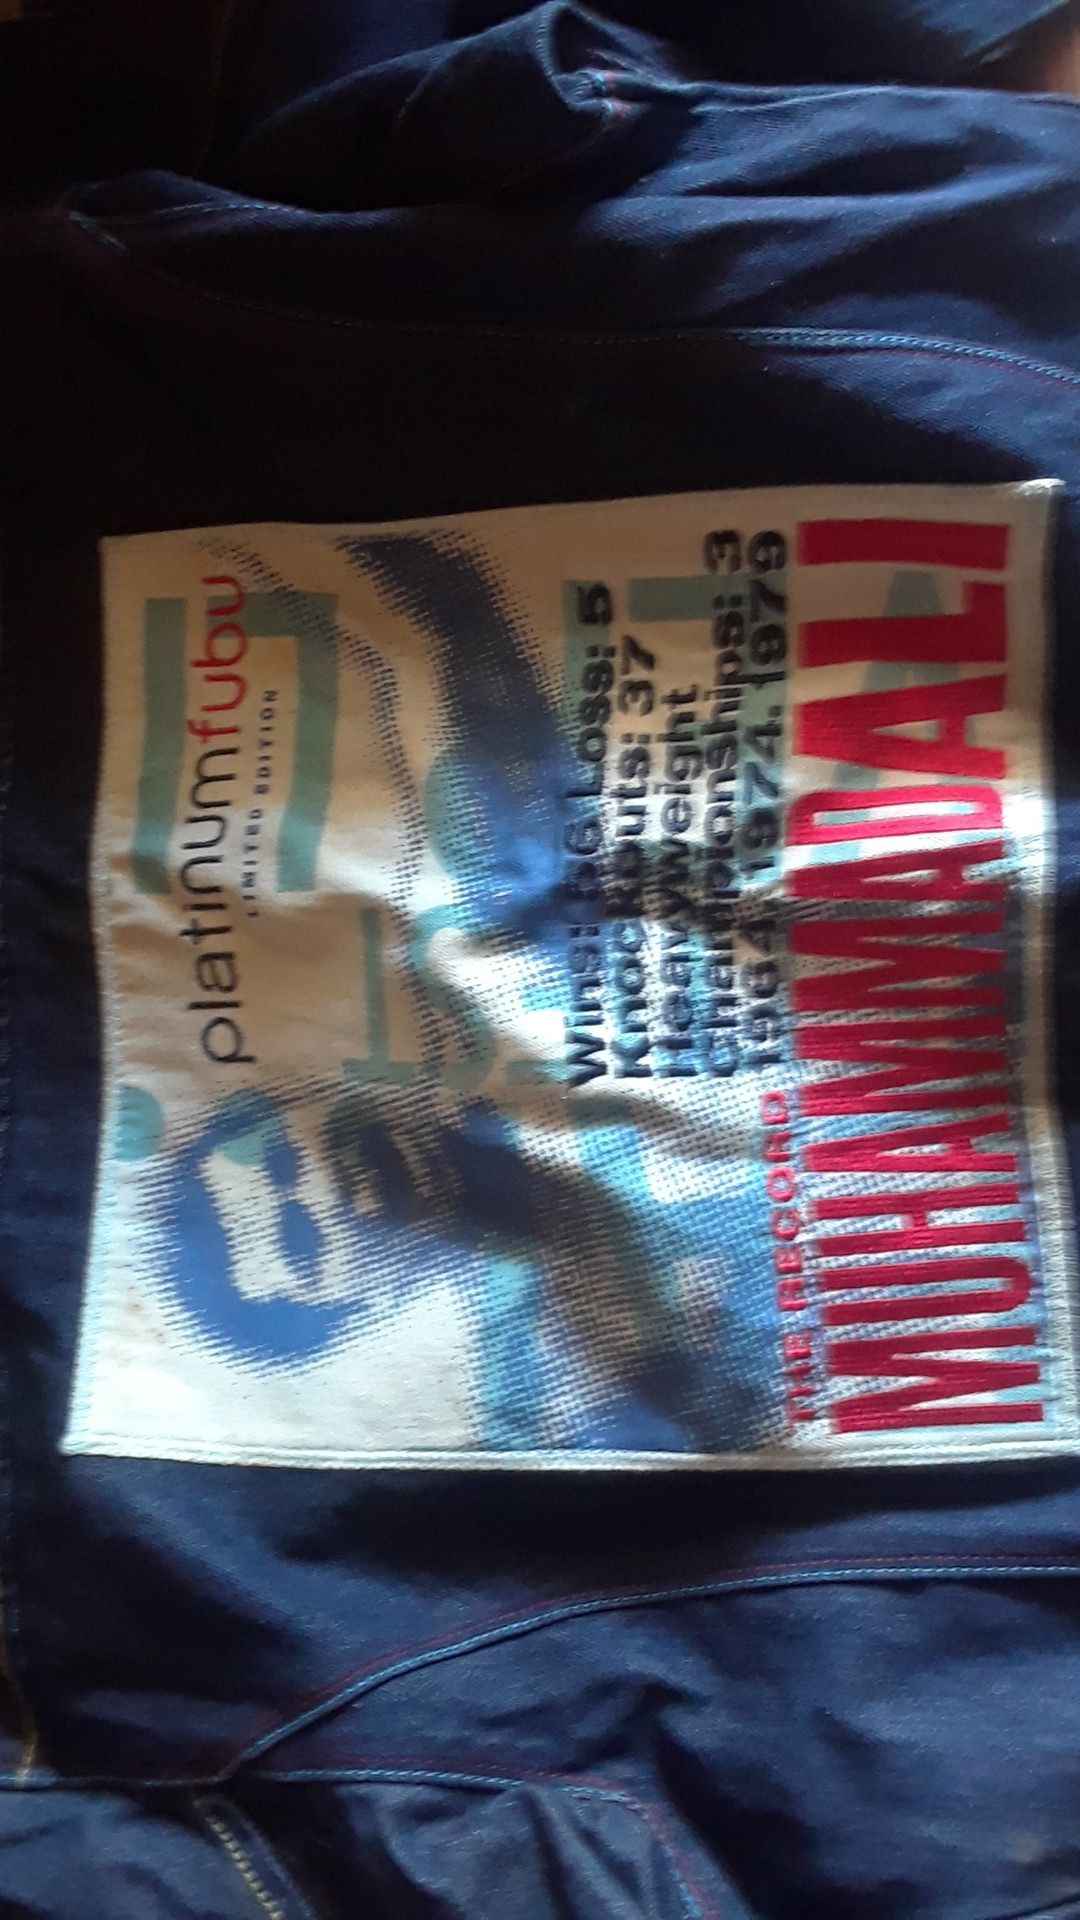 platinumfubu
LIMITED EDITION
Wins: 56 Loss: 5
Knockouts: 37
Heavyweight
Championships: 3
1964, 1974, 1979
THE RECORD
MUHAMMAD ALI